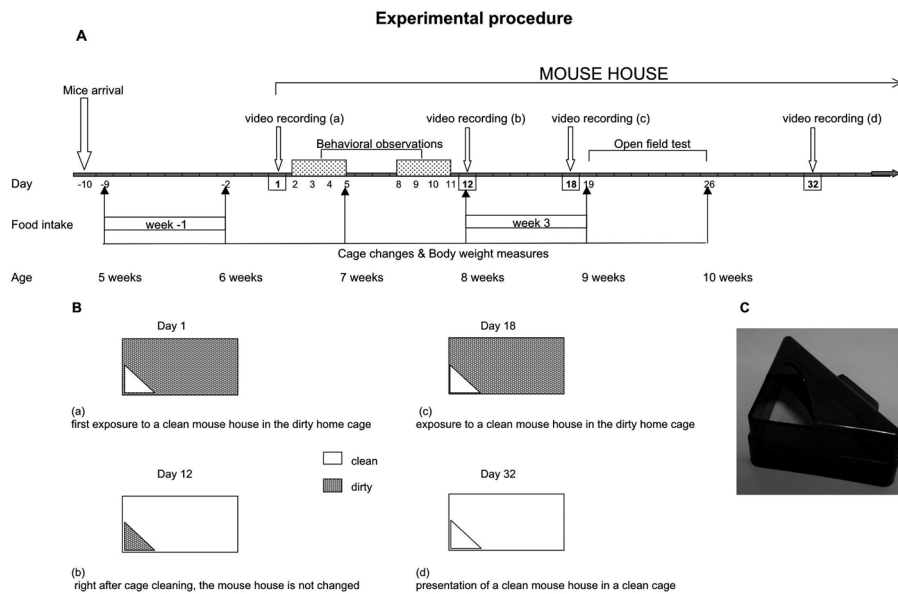 Experimental procedure
A
MOUSE HOUSE
Mice arrival
video recording (a)
video recording (b)
video recording (c)
video recording (d)
Behavioral observations
Open field test
Day
-10 -9 -2 1 2 3 4 5 8 9 10 11 12 18 19 26 32
Food intake
week -1
week 3
Cage changes & Body weight measures
Age
5 weeks 6 weeks 7 weeks 8 weeks 9 weeks 10 weeks
B
Day 1
(a)
first exposure to a clean mouse house in the dirty home cage
Day 18
(c)
exposure to a clean mouse house in the dirty home cage
clean
dirty
Day 12
(b)
right after cage cleaning, the mouse house is not changed
Day 32
(d)
presentation of a clean mouse house in a clean cage
C